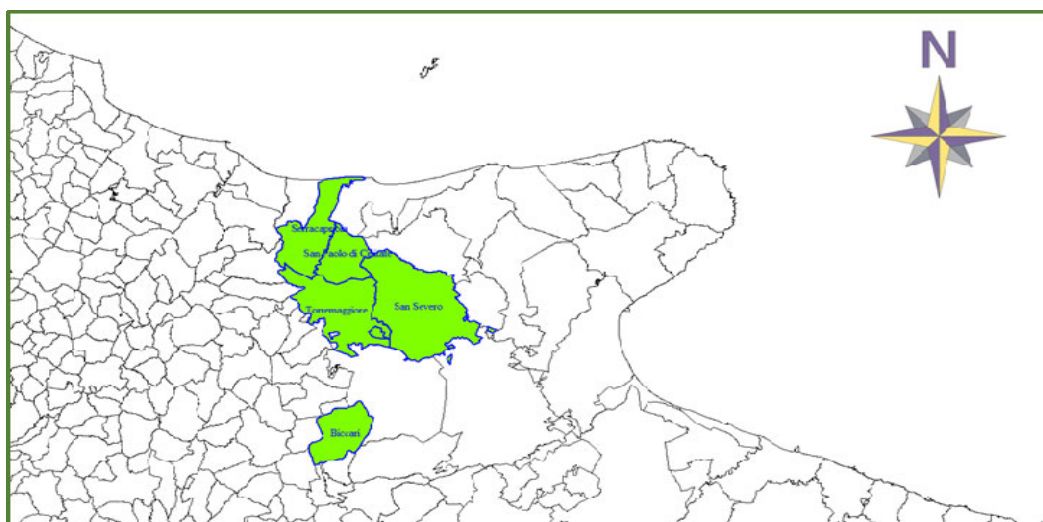 N
Serracapriola
San Paolo di Civitate
San Severo
Torremaggiore
Biccari